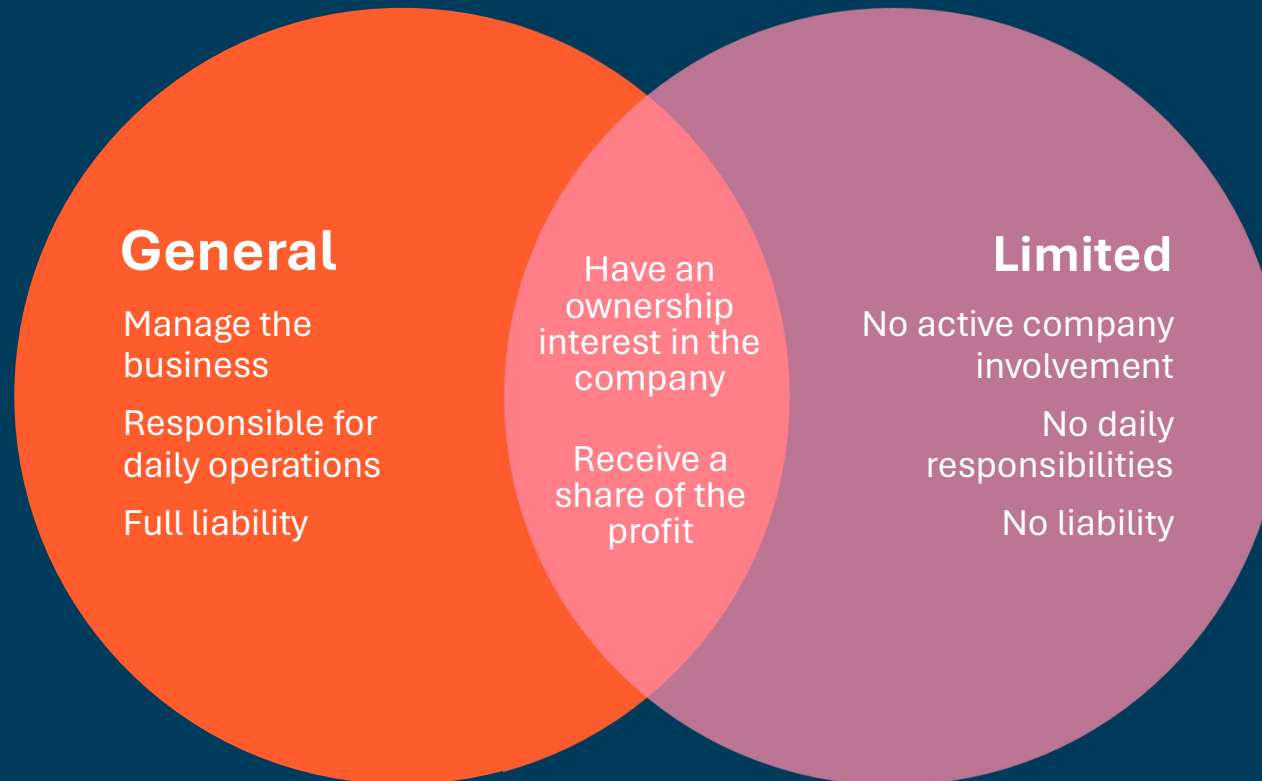 General
Manage the
business
Responsible for
daily operations
Full liability
Have an
ownership
interest in the
company
Receive a
share of the
profit
Limited
No active company
involvement
No daily
responsibilities
No liability